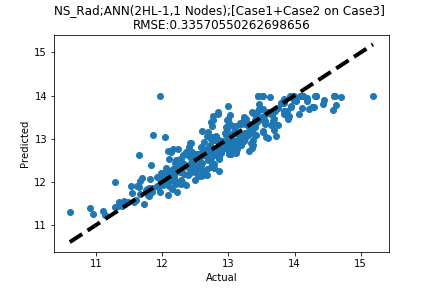 NS_Rad;ANN(2HL-1,1 Nodes);[Case1+Case2 on Case3]
RMSE:0.33570550262698656
15
14
13
12
11
Predicted
11
12
13
14
15
Actual